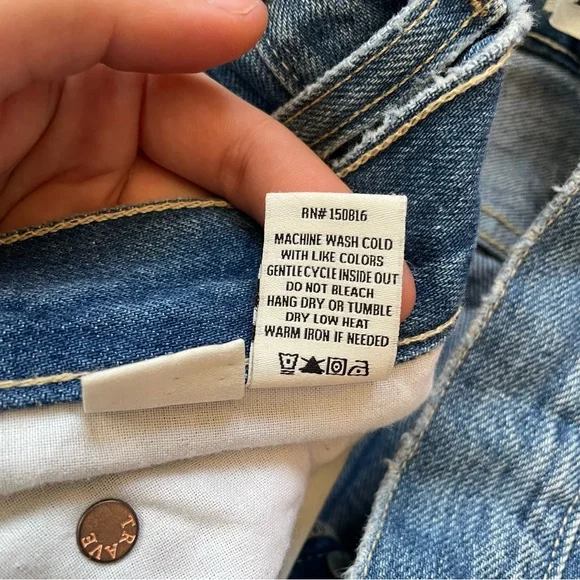 RN# 150816
MACHINE WASH COLD
WITH LIKE COLORS
GENTLE CYCLE INSIDE OUT
DO NOT BLEACH
HANG DRY OR TUMBLE
DRY LOW HEAT
WARM IRON IF NEEDED
TRAVE